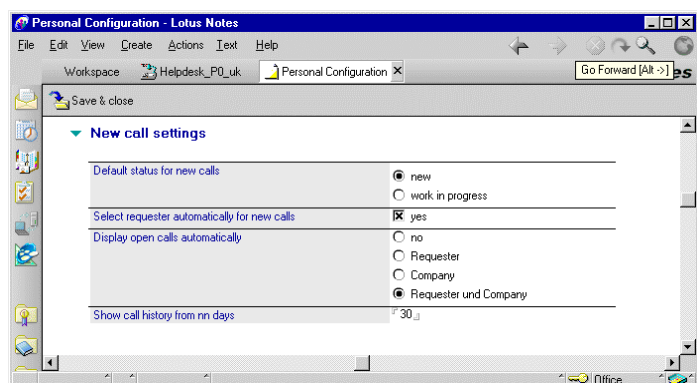 Personal Configuration - Lotus Notes
File Edit View Create Actions Text Help
Workspace Helpdesk_P0_uk Personal Configuration
Go Forward [Alt ->]
Save & close
New call settings
Default status for new calls
new
work in progress
Select requester automatically for new calls
yes
Display open calls automatically
no
Requester
Company
Requester und Company
Show call history from nn days
30
Office